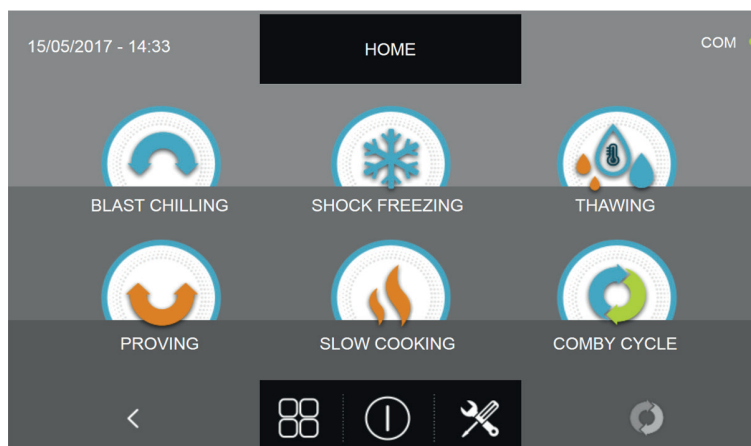 15/05/2017 - 14:33 HOME COM
BLAST CHILLING SHOCK FREEZING THAWING
PROVING SLOW COOKING COMBY CYCLE